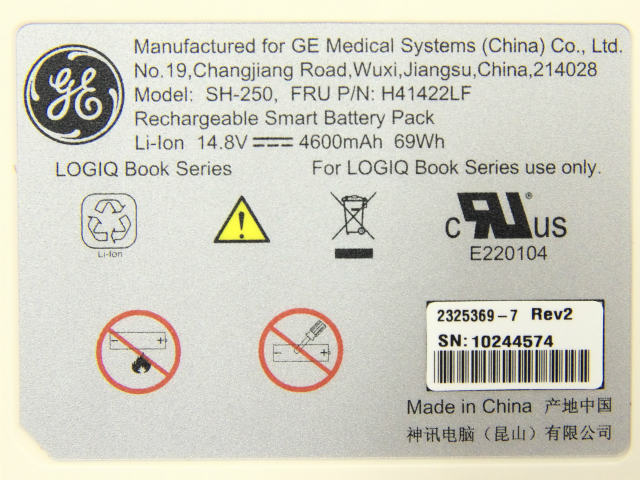 GE
Manufactured for GE Medical Systems (China) Co., Ltd.
No.19,Changjiang Road,Wuxi,Jiangsu,China,214028
Model: SH-250, FRU P/N: H41422LF
Rechargeable Smart Battery Pack
Li-Ion 14.8V 4600mAh 69Wh
LOGIQ Book Series For LOGIQ Book Series use only.
Li-Ion
c RU® US
E220104
- +
- +
2325369-7 Rev2
SN: 10244574
Made in China 产地中国
神讯电脑（昆山）有限公司